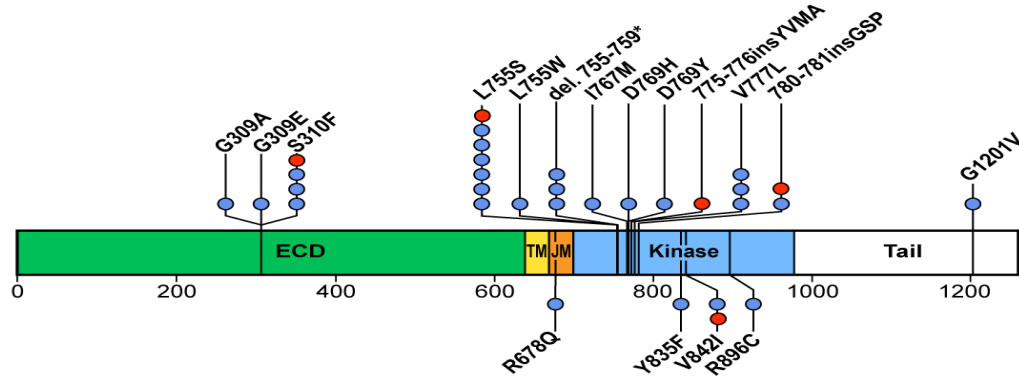 G309A
G309E
S310F
L755S
L755W
del. 755-759*
I767M
D769H
D769Y
775-776insYVMA
V777L
780-781insGSP
G1201V
ECD
TM
JM
Kinase
Tail
0
200
400
600
800
1000
1200
R678Q
Y835F
V842I
R896C